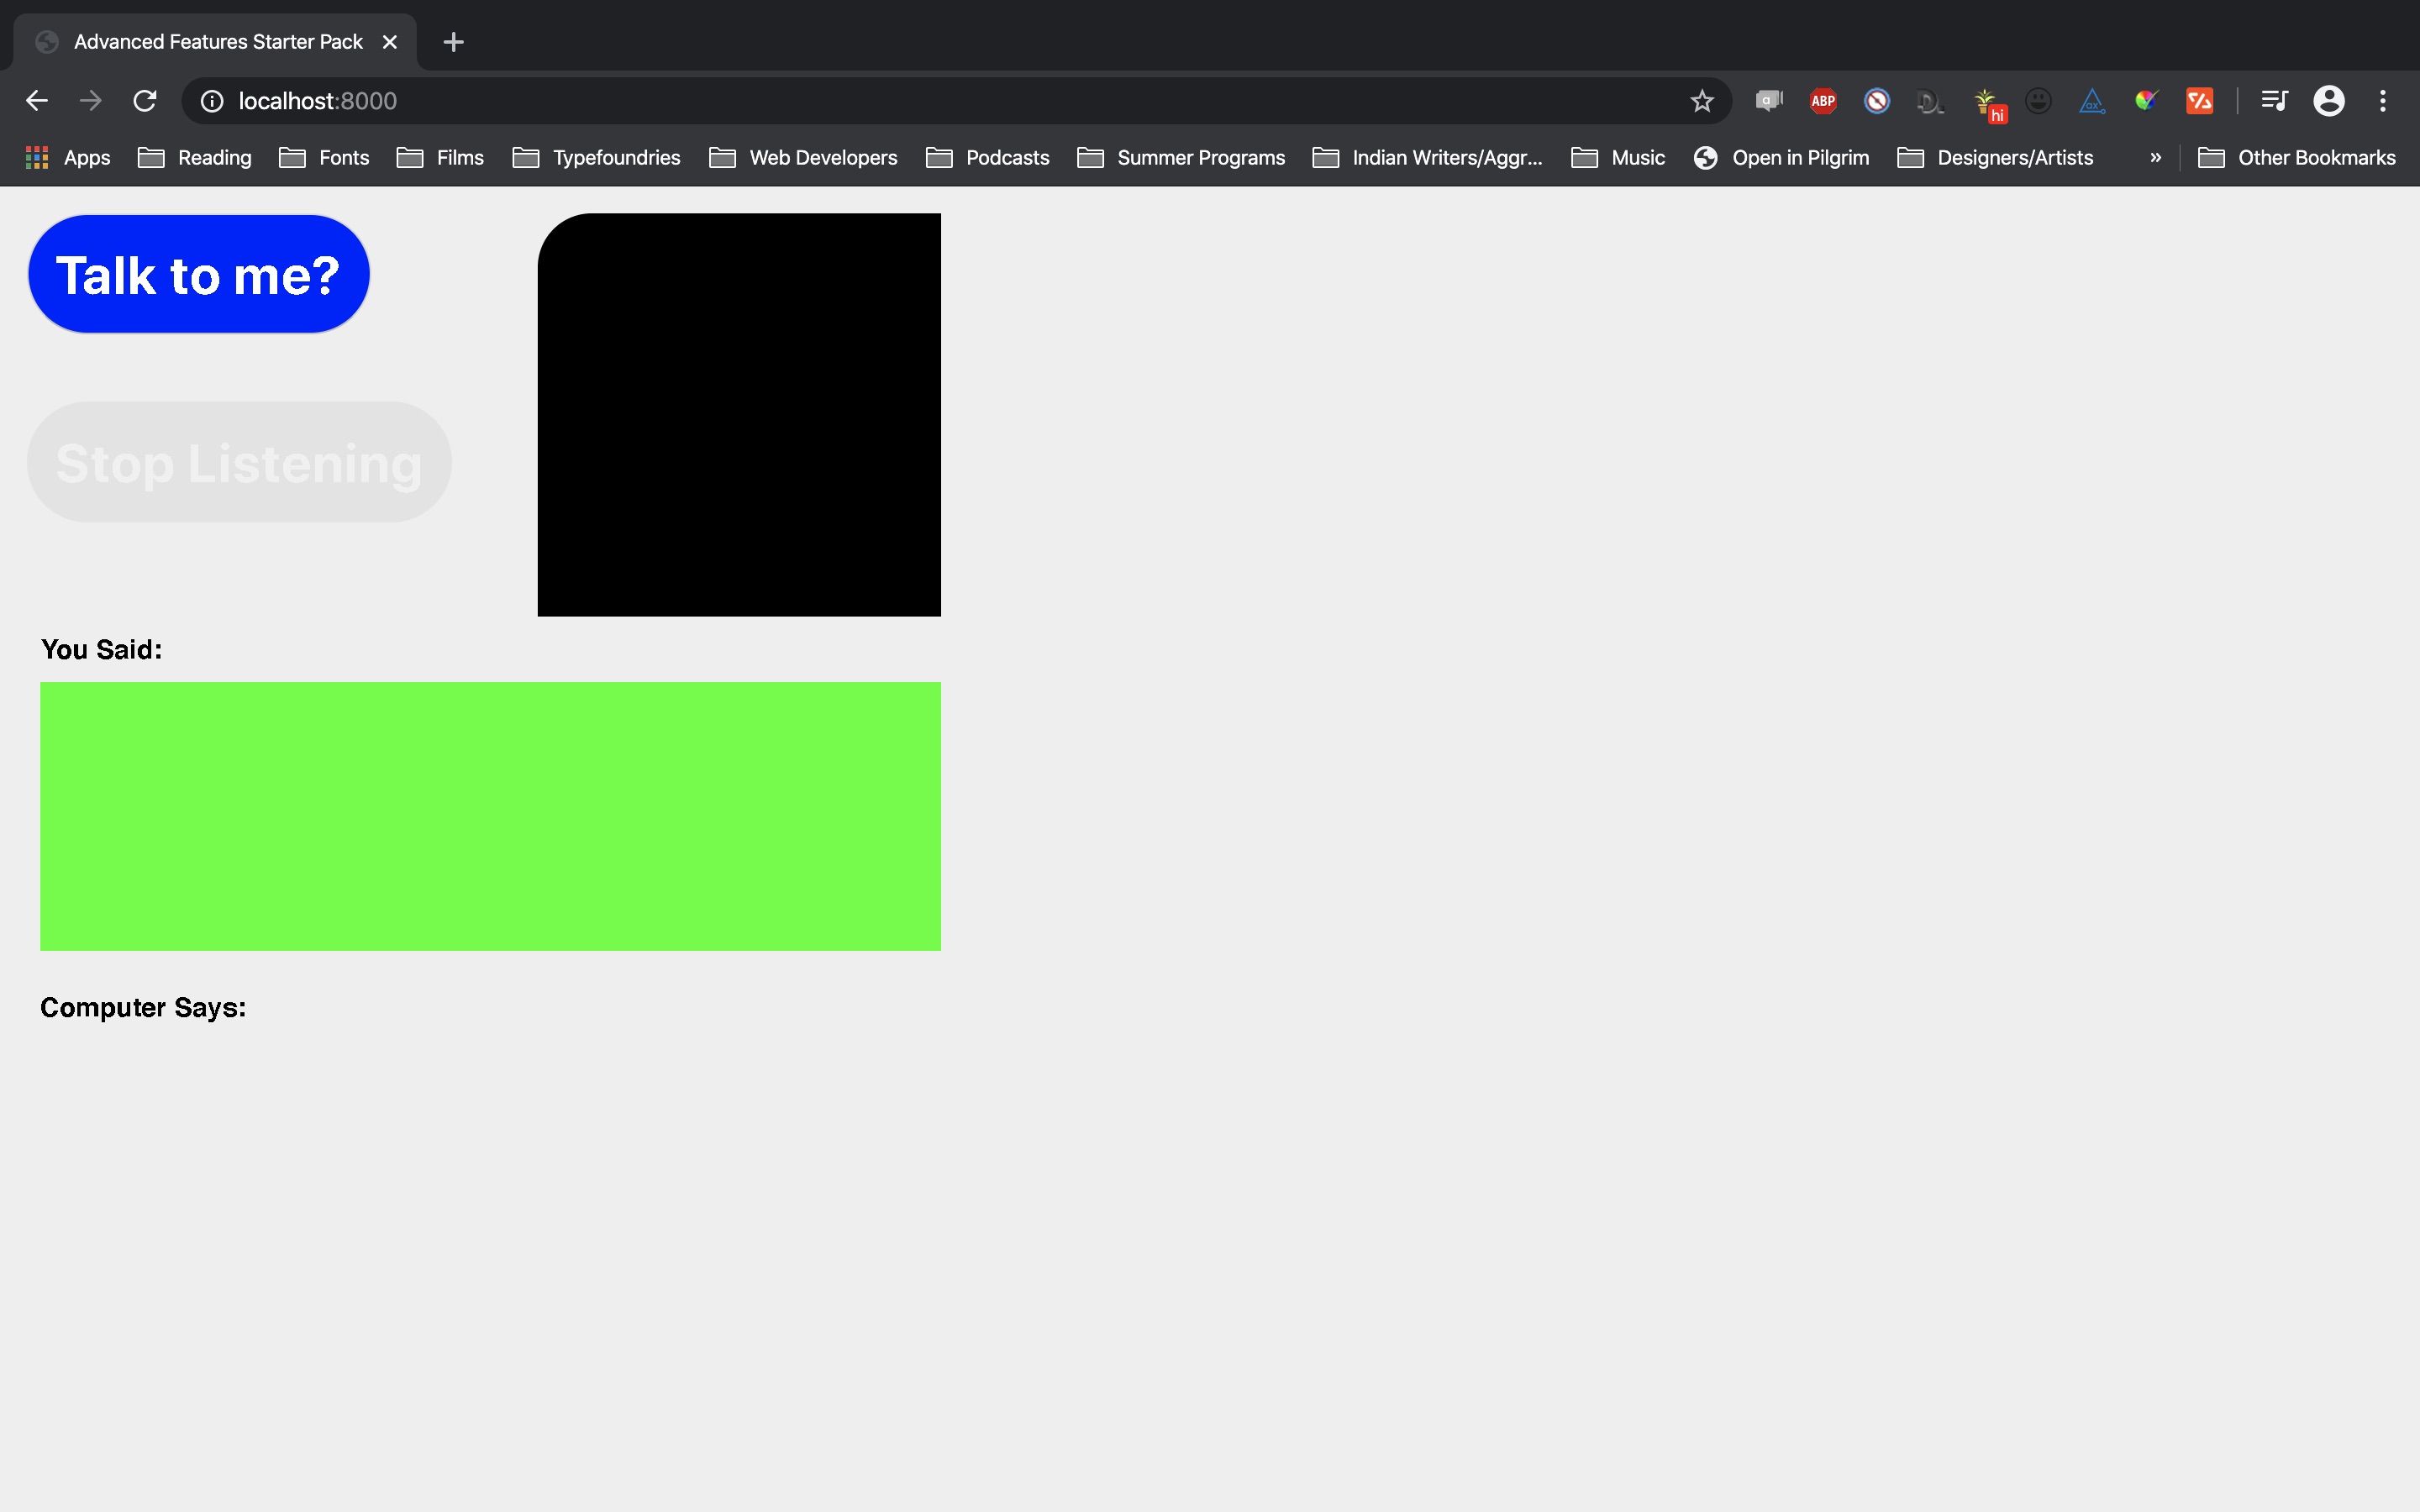 Advanced Features Starter Pack
localhost:8000
ABP
hi
Apps Reading Fonts Films Typefoundries Web Developers Podcasts Summer Programs Indian Writers/Aggr... Music Open in Pilgrim Designers/Artists » Other Bookmarks
Talk to me?
Stop Listening
You Said:
Computer Says: